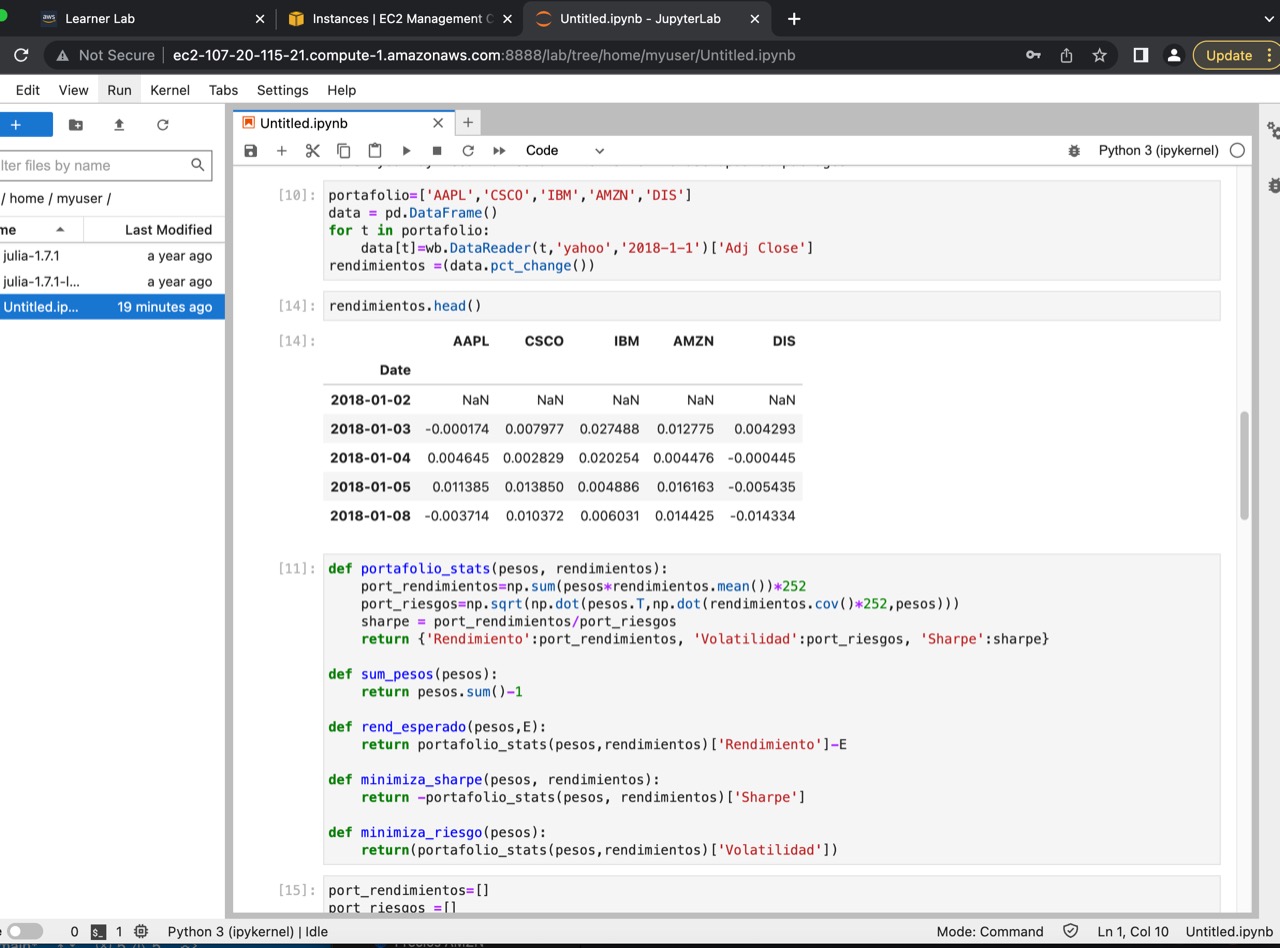 aws Learner Lab
Instances | EC2 Management C
Untitled.ipynb - JupyterLab
Not Secure ec2-107-20-115-21.compute-1.amazonaws.com:8888/lab/tree/home/myuser/Untitled.ipynb
Update
Edit View Run Kernel Tabs Settings Help
Untitled.ipynb
lter files by name
/ home / myuser /
me Last Modified
julia-1.7.1 a year ago
julia-1.7.1-l... a year ago
Untitled.ip... 19 minutes ago
Code
Python 3 (ipykernel)
[10]: portafolio=['AAPL','CSCO','IBM','AMZN','DIS']
data = pd.DataFrame()
for t in portafolio:
    data[t]=wb.DataReader(t,'yahoo','2018-1-1')['Adj Close']
rendimientos =(data.pct_change())
[14]: rendimientos.head()
[14]: AAPL CSCO IBM AMZN DIS
Date
2018-01-02 NaN NaN NaN NaN NaN
2018-01-03 -0.000174 0.007977 0.027488 0.012775 0.004293
2018-01-04 0.004645 0.002829 0.020254 0.004476 -0.000445
2018-01-05 0.011385 0.013850 0.004886 0.016163 -0.005435
2018-01-08 -0.003714 0.010372 0.006031 0.014425 -0.014334
[11]: def portafolio_stats(pesos, rendimientos):
    port_rendimientos=np.sum(pesos*rendimientos.mean())*252
    port_riesgos=np.sqrt(np.dot(pesos.T,np.dot(rendimientos.cov()*252,pesos)))
    sharpe = port_rendimientos/port_riesgos
    return {'Rendimiento':port_rendimientos, 'Volatilidad':port_riesgos, 'Sharpe':sharpe}
def sum_pesos(pesos):
    return pesos.sum()-1
def rend_esperado(pesos,E):
    return portafolio_stats(pesos,rendimientos)['Rendimiento']-E
def minimiza_sharpe(pesos, rendimientos):
    return -portafolio_stats(pesos, rendimientos)['Sharpe']
def minimiza_riesgo(pesos):
    return(portafolio_stats(pesos,rendimientos)['Volatilidad'])
[15]: port_rendimientos=[]
port_riesgos =[]
0 1 Python 3 (ipykernel) | Idle
Mode: Command Ln 1, Col 10 Untitled.ipynb